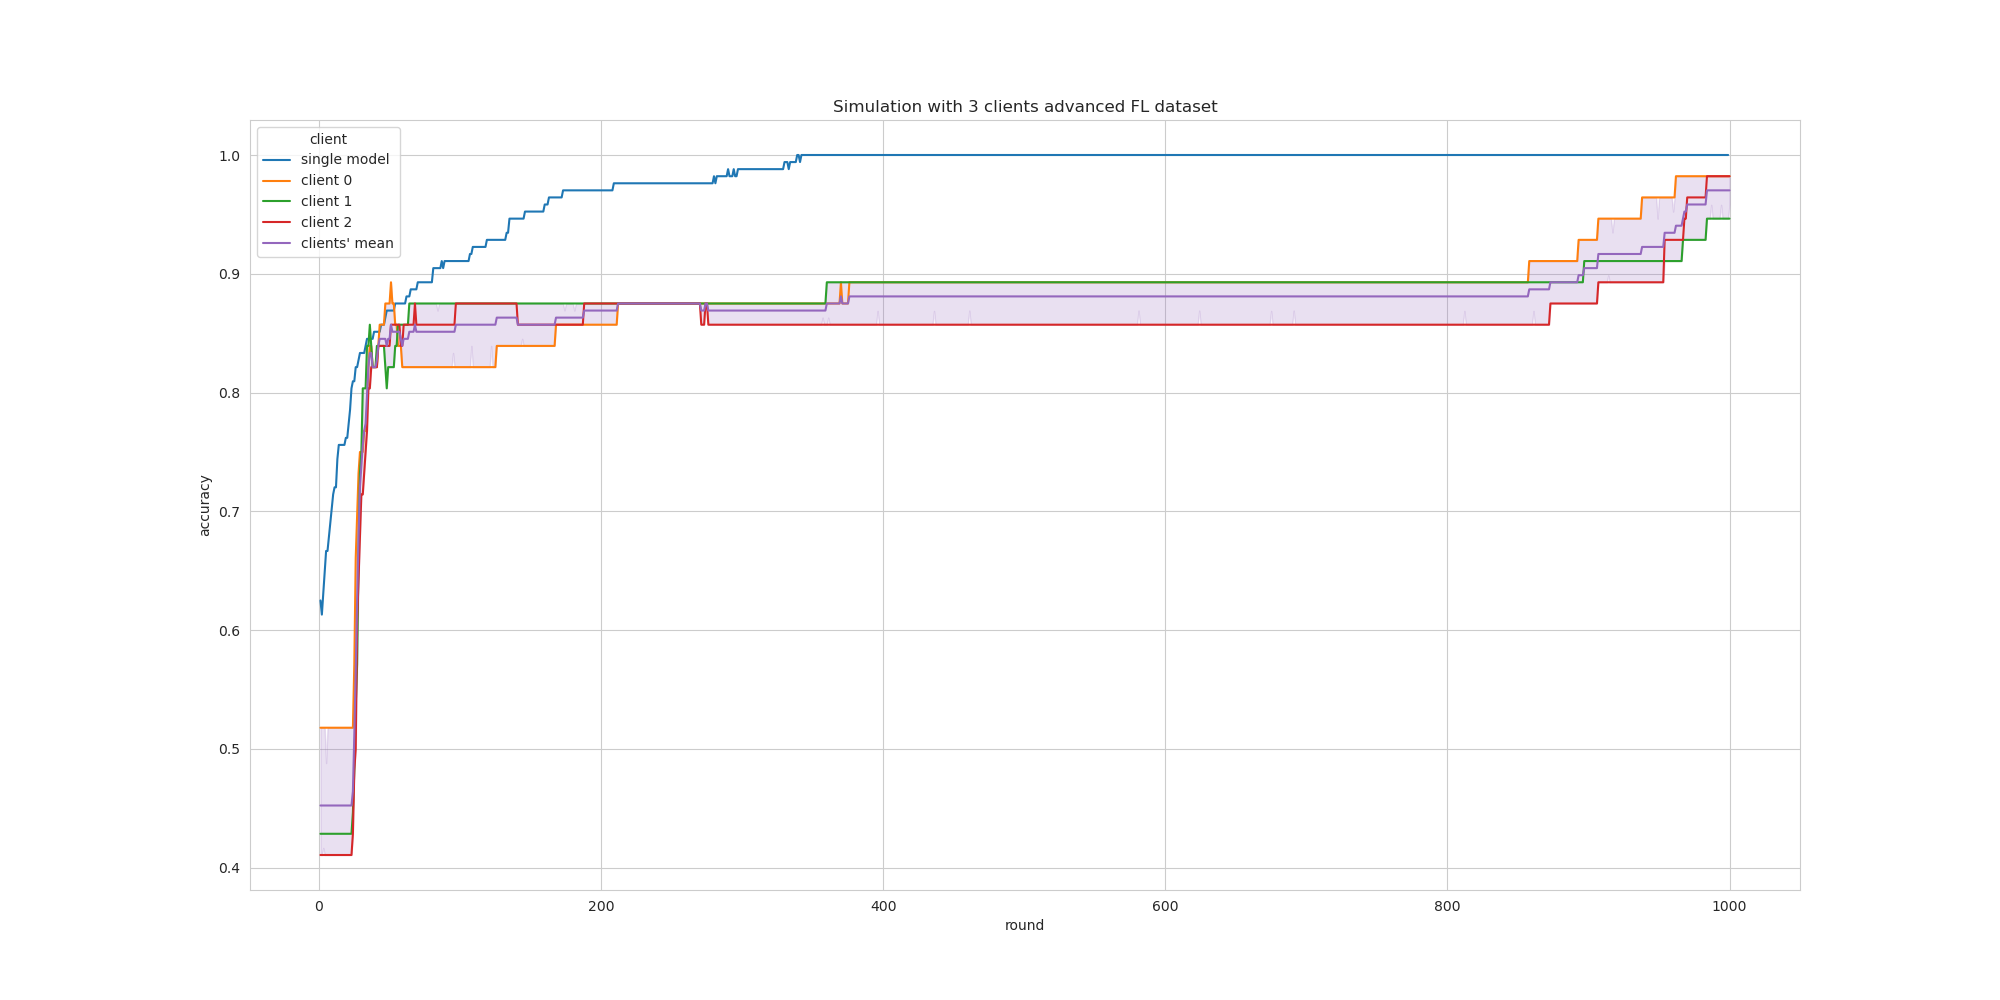 Simulation with 3 clients advanced FL dataset
client
single model
client 0
client 1
client 2
clients' mean
accuracy
1.0
0.9
0.8
0.7
0.6
0.5
0.4
0 200 400 600 800 1000
round